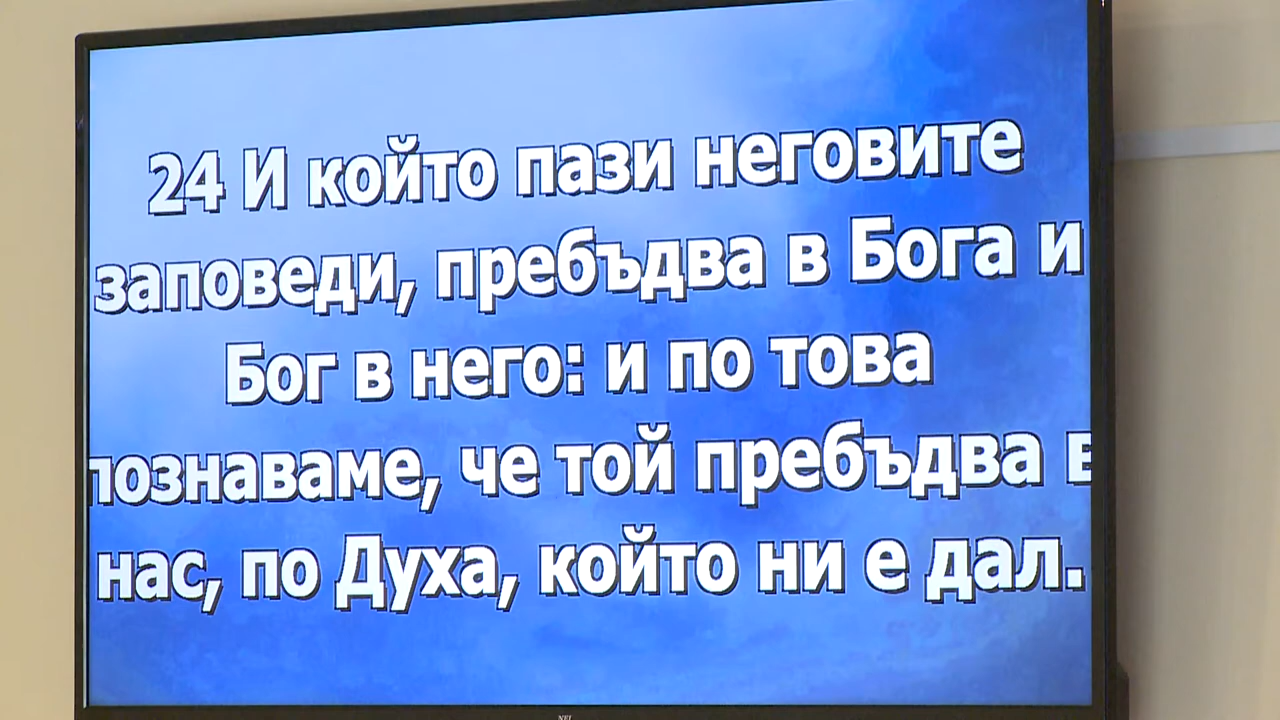 24 И който пази неговите
заповеди, пребъдва в Бога и
Бог в него: и по това
познаваме, че той пребъдва в
нас, по Духа, който ни е дал.